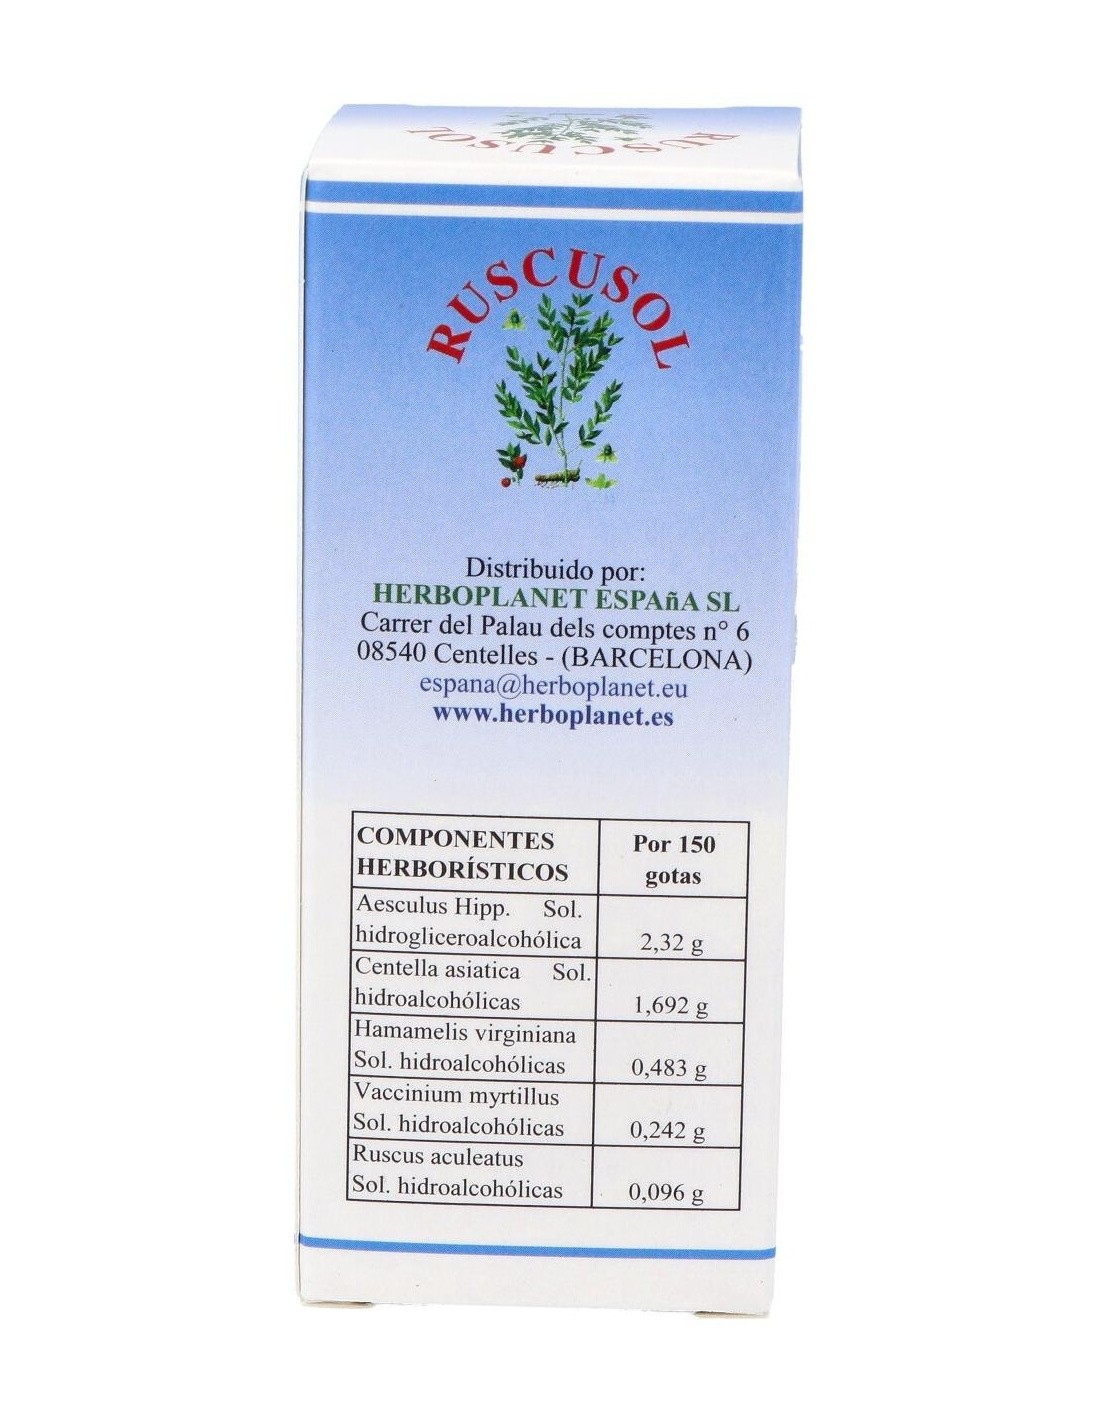 RUSCUSOL
RUSCUSOL
Distribuido por:
HERBOPLANET ESPAñA SL
Carrer del Palau dels comptes n° 6
08540 Centelles - (BARCELONA)
espana@herboplanet.eu
www.herboplanet.es
COMPONENTES Por 150
HERBORÍSTICOS gotas
Aesculus Hipp. Sol.
hidrogliceroalcohólica 2,32 g
Centella asiatica Sol.
hidroalcohólicas 1,692 g
Hamamelis virginiana
Sol. hidroalcohólicas 0,483 g
Vaccinium myrtillus
Sol. hidroalcohólicas 0,242 g
Ruscus aculeatus
Sol. hidroalcohólicas 0,096 g